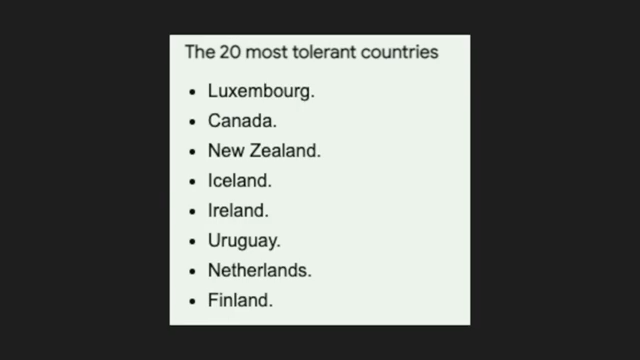 The 20 most tolerant countries
• Luxembourg.
• Canada.
• New Zealand.
• Iceland.
• Ireland.
• Uruguay.
• Netherlands.
• Finland.